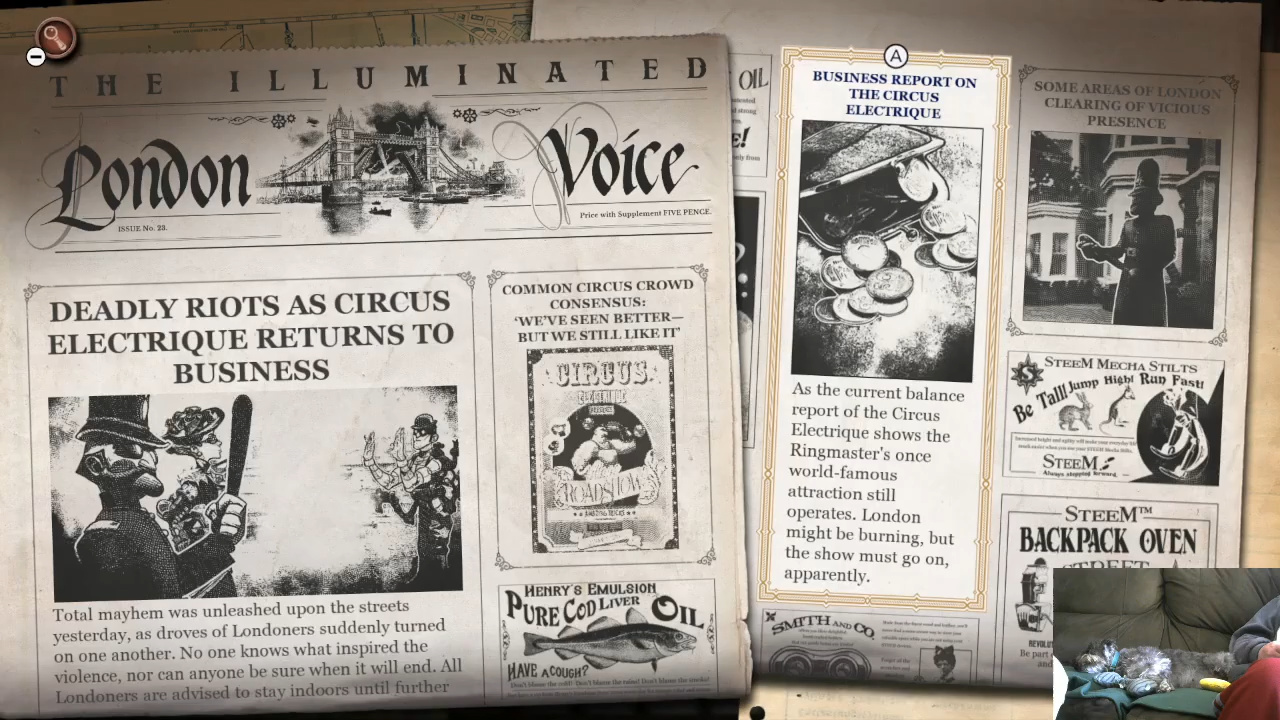 THE ILLUMINATED
London Voice
ISSUE No. 23.
Price with Supplement FIVE PENCE.
DEADLY RIOTS AS CIRCUS
ELECTRIQUE RETURNS TO
BUSINESS
Total mayhem was unleashed upon the streets
yesterday, as droves of Londoners suddenly turned
on one another. No one knows what inspired the
violence, nor can anyone be sure when it will end. All
Londoners are advised to stay indoors until further
COMMON CIRCUS CROWD
CONSENSUS:
'WE'VE SEEN BETTER—
BUT WE STILL LIKE IT'
CIRCUS
ROADSHOW
HENRY'S EMULSION
PURE COD LIVER OIL
HAVE A COUGH?
OIL
A
BUSINESS REPORT ON
THE CIRCUS
ELECTRIQUE
As the current balance
report of the Circus
Electrique shows the
Ringmaster's once
world-famous
attraction still
operates. London
might be burning, but
the show must go on,
apparently.
SMITH AND CO.
SOME AREAS OF LONDON
CLEARING OF VICIOUS
PRESENCE
STEEM MECHA STILTS
Be Tall! Jump High! Run Fast!
STEEM
Always stepping forward.
STEEM™
BACKPACK OVEN